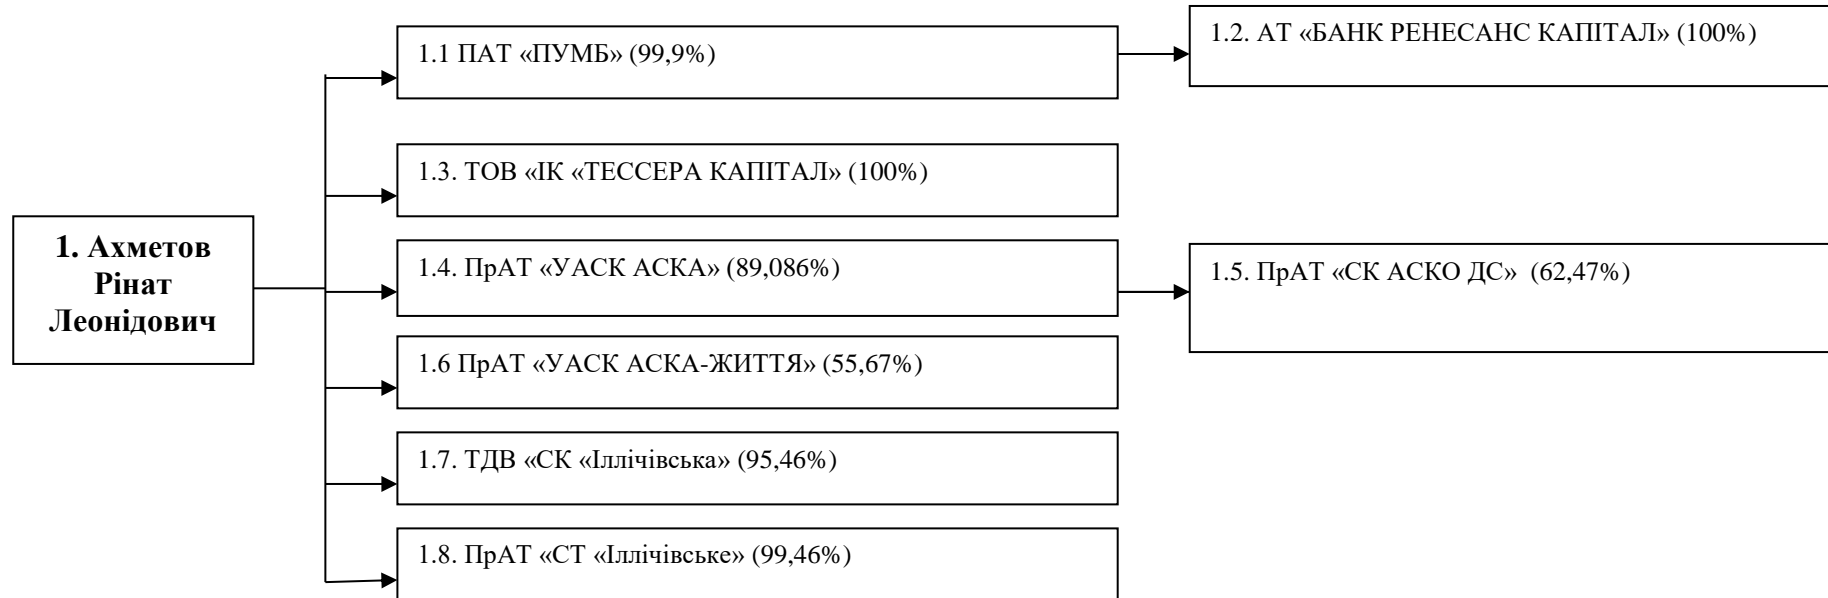 1.1 ПАТ «ПУМБ» (99,9%)
1.2. АТ «БАНК РЕНЕСАНС КАПІТАЛ» (100%)
1.3. ТОВ «ІК «ТЕССЕРА КАПІТАЛ» (100%)
1. Ахметов
Рінат
Леонідович
1.4. ПрАТ «УАСК АСКА» (89,086%)
1.5. ПрАТ «СК АСКО ДС» (62,47%)
1.6 ПрАТ «УАСК АСКА-ЖИТТЯ» (55,67%)
1.7. ТДВ «СК «Іллічівська» (95,46%)
1.8. ПрАТ «СТ «Іллічівське» (99,46%)